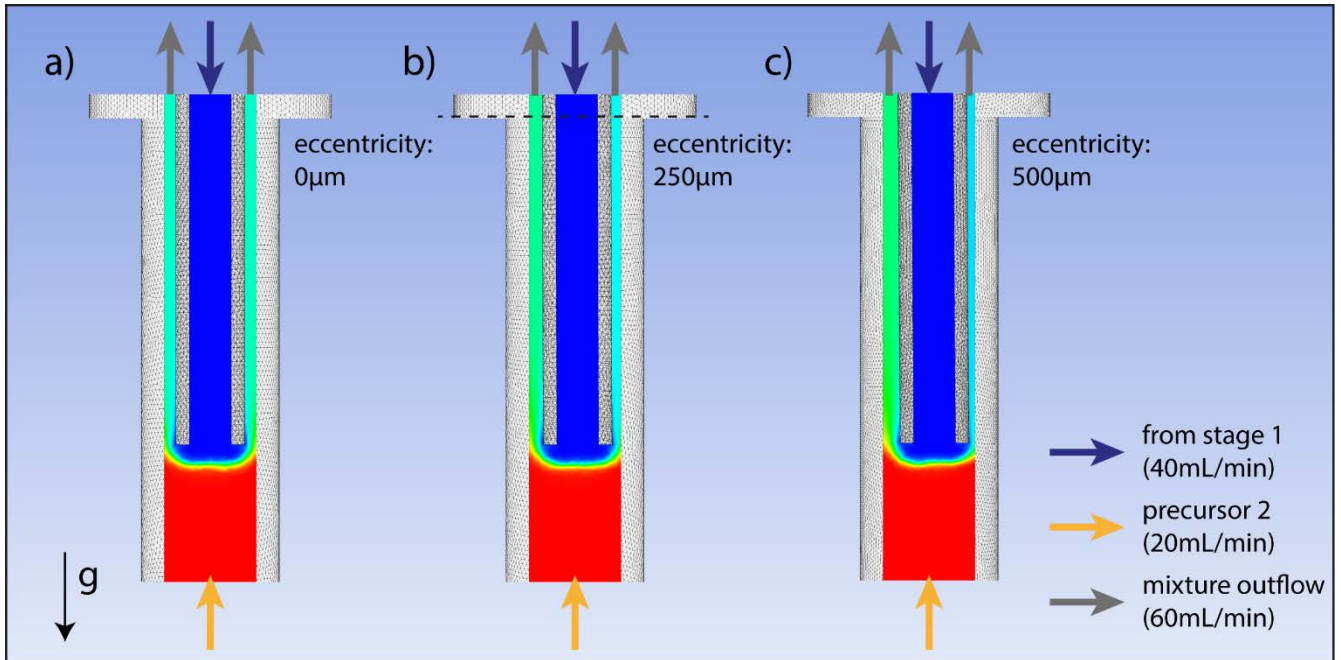 a)
eccentricity:
0µm
b)
eccentricity:
250µm
c)
eccentricity:
500µm
from stage 1
(40mL/min)
precursor 2
(20mL/min)
mixture outflow
(60mL/min)
g